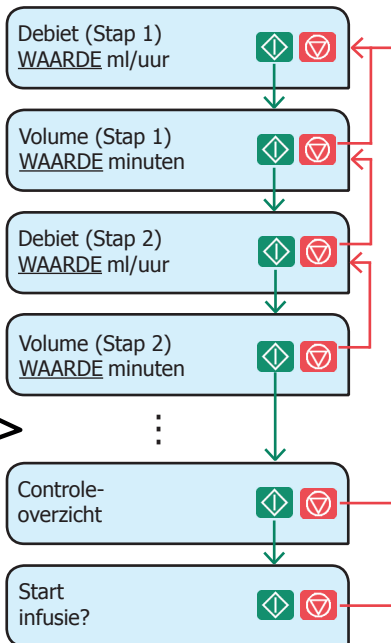 Debiet (Stap 1)
WAARDE ml/uur
Volume (Stap 1)
WAARDE minuten
Debiet (Stap 2)
WAARDE ml/uur
Volume (Stap 2)
WAARDE minuten
Controle-
overzicht
Start
infusie?